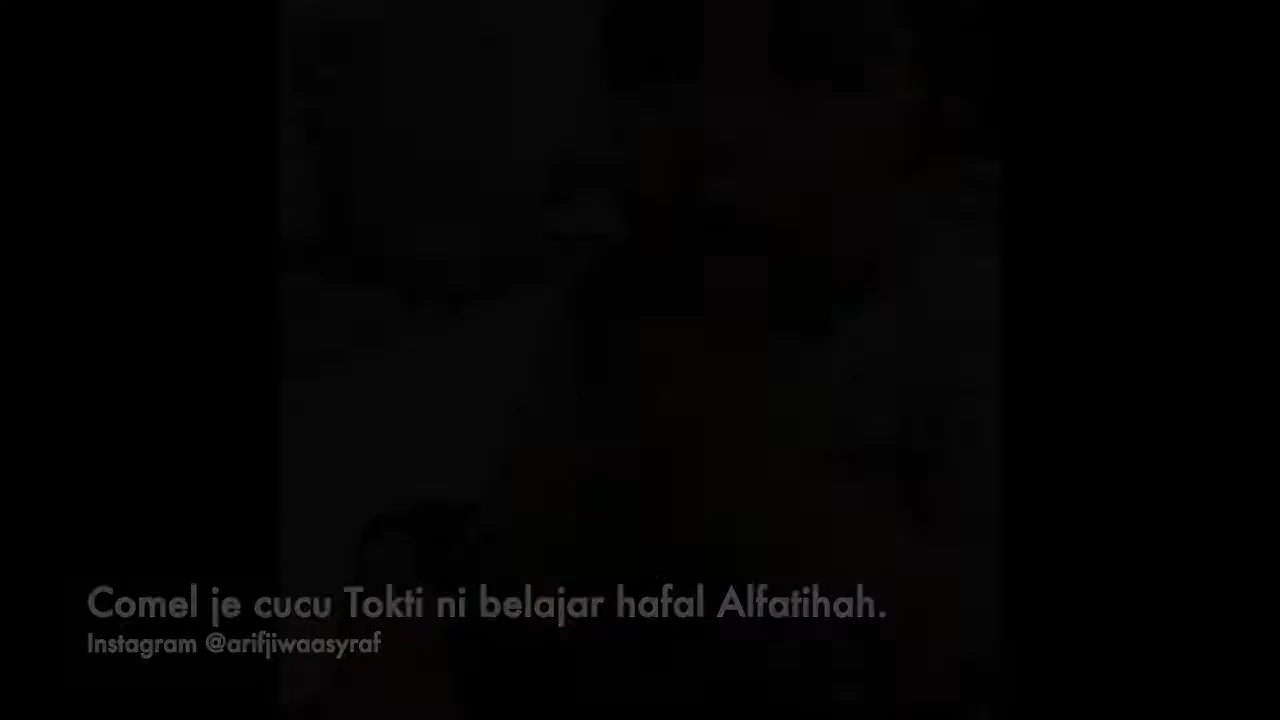 Comel je cucu Tokti ni belajar hafal Alfatihah.
Instagram @arifjiwaasyraf